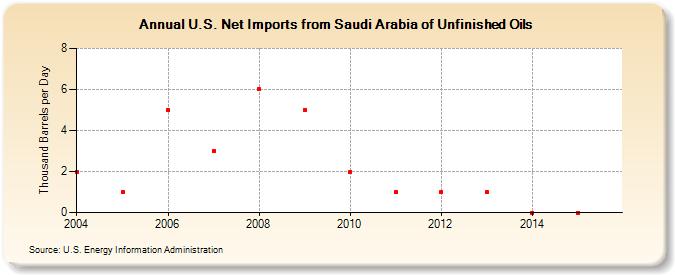 Annual U.S. Net Imports from Saudi Arabia of Unfinished Oils
Thousand Barrels per Day
8
6
4
2
0
2004 2006 2008 2010 2012 2014
Source: U.S. Energy Information Administration